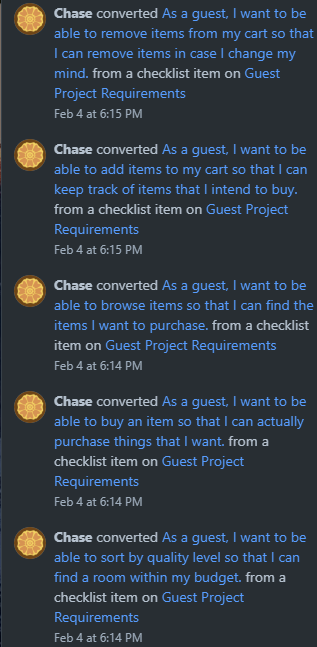 Chase converted As a guest, I want to be
able to remove items from my cart so that
I can remove items in case I change my
mind. from a checklist item on Guest
Project Requirements
Feb 4 at 6:15 PM
Chase converted As a guest, I want to be
able to add items to my cart so that I can
keep track of items that I intend to buy.
from a checklist item on Guest Project
Requirements
Feb 4 at 6:15 PM
Chase converted As a guest, I want to be
able to browse items so that I can find the
items I want to purchase. from a checklist
item on Guest Project Requirements
Feb 4 at 6:14 PM
Chase converted As a guest, I want to be
able to buy an item so that I can actually
purchase things that I want. from a
checklist item on Guest Project
Requirements
Feb 4 at 6:14 PM
Chase converted As a guest, I want to be
able to sort by quality level so that I can
find a room within my budget. from a
checklist item on Guest Project
Requirements
Feb 4 at 6:14 PM